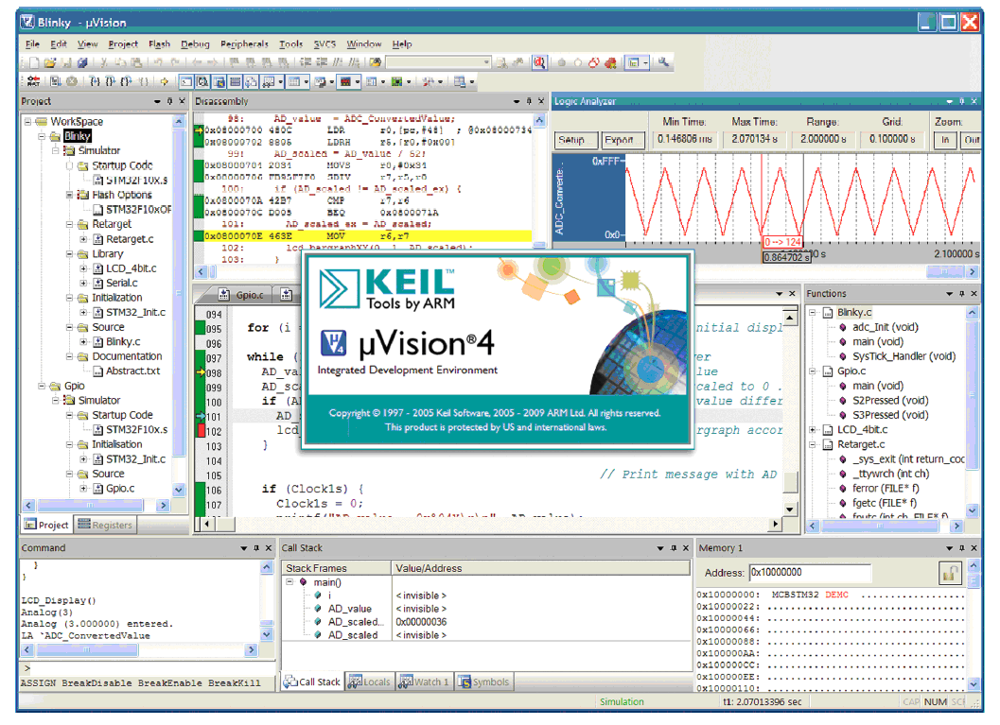 Blinky - µVision
File Edit View Project Flash Debug Peripherals Tools SVCS Window Help
Project
WorkSpace
Blinky
Simulator
Startup Code
STM32F10x.s
Flash Options
STM32F10xOP
Retarget
Retarget.c
Library
LCD_4bit.c
Serial.c
Initialization
STM32_Init.c
Source
Blinky.c
Documentation
Abstract.txt
Gpio
Simulator
Startup Code
STM32F10x.s
Initialisation
STM32_Init.c
Source
Gpio.c
Project Registers
Disassembly
98: AD_value = ADC_ConvertedValue;
0x08000700 480C LDR r0,[pc,#48] ; @0x08000734
0x08000702 8805 LDRH r5,[r0,#0x00]
99: AD_scaled = AD_value / 52;
0x08000704 2034 MOVS r0,#0x34
0x08000706 FB95F7F0 SDIV r7,r5,r0
100: if (AD_scaled != AD_scaled_ex) {
0x0800070A 42B7 CMP r7,r6
0x0800070C D005 BEQ 0x0800071A
101: AD_scaled_ex = AD_scaled;
0x0800070E 463E MOV r6,r7
102: lcd_bargraphXY(0, 1, AD_scaled);
103: }
Logic Analyzer
Setup... Export...
Min Time: Max Time: Range: Grid: Zoom:
0.146806 ms 2.070134 s 2.000000 s 0.100000 s In Out
ADC_Converte...
0xFFF
0x0
0 --> 124
0.864702 s
2.100000 s
KEIL™
Tools by ARM
µVision®4
Integrated Development Environment
Copyright © 1997 - 2005 Keil Software, 2005 - 2009 ARM Ltd. All rights reserved.
This product is protected by US and international laws.
Gpio.c
094
095 for (i = nitial displ
096
097 while ( ver
098 AD_va lue
099 AD_sc caled to 0 .
100 if (A value differ
101 AD_s
102 lcd_ rgraph accor
103 }
104
105 // Print message with AD
106 if (Clock1s) {
107 Clock1s = 0;
printf("AD value = 0x%04X\r\n", AD_value);
Functions
Blinky.c
adc_Init (void)
main (void)
SysTick_Handler (void)
Gpio.c
main (void)
S2Pressed (void)
S3Pressed (void)
LCD_4bit.c
Retarget.c
_sys_exit (int return_coc
_ttywrch (int ch)
ferror (FILE* f)
fgetc (FILE* f)
fputc (int ch, FILE* f)
Command
}
}
LCD_Display()
Analog(3)
Analog (3.000000) entered.
LA `ADC_ConvertedValue
>
ASSIGN BreakDisable BreakEnable BreakKill
Call Stack
Stack Frames Value/Address
main()
i <invisible>
AD_value <invisible>
AD_scaled... 0x00000036
AD_scaled <invisible>
Call Stack Locals Watch 1 Symbols
Memory 1
Address: 0x10000000
0x10000000: MCBSTM32 DEMC ..................
0x10000022: ..................
0x10000044: ..................
0x10000066: ..................
0x10000088: ..................
0x100000AA: ..................
0x100000CC: ..................
0x100000EE: ..................
0x10000110: ..................
Simulation t1: 2.07013396 sec CAP NUM SCF